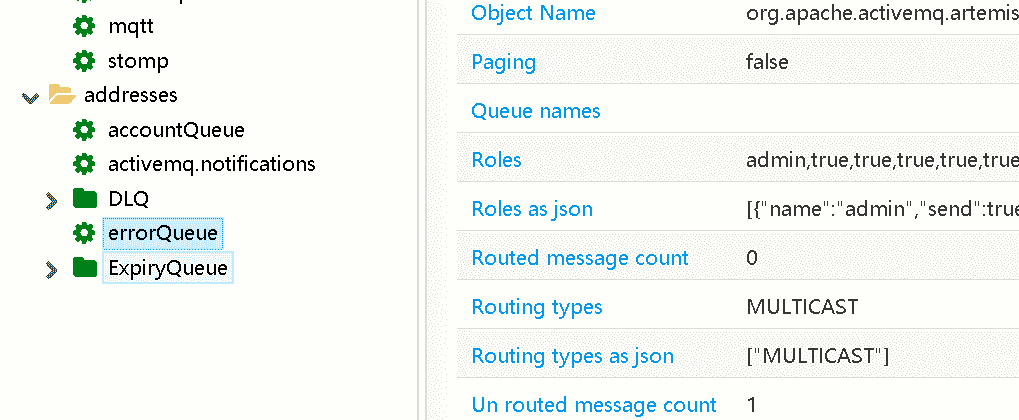 mqtt
stomp
addresses
accountQueue
activemq.notifications
DLQ
errorQueue
ExpiryQueue
Object Name org.apache.activemq.artemis
Paging false
Queue names
Roles admin,true,true,true,true,true
Roles as json [{"name":"admin","send":true
Routed message count 0
Routing types MULTICAST
Routing types as json ["MULTICAST"]
Un routed message count 1